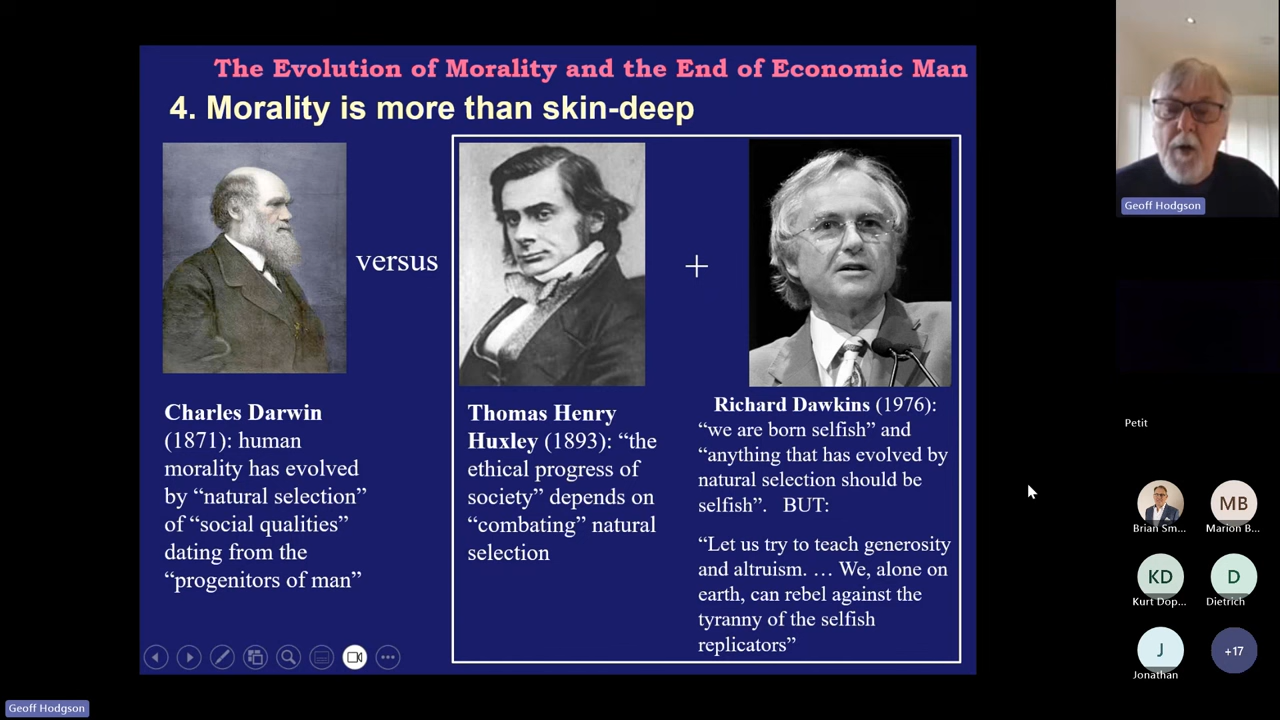 The Evolution of Morality and the End of Economic Man
4. Morality is more than skin-deep
versus
+
Charles Darwin
(1871): human
morality has evolved
by “natural selection”
of “social qualities”
dating from the
“progenitors of man”
Thomas Henry
Huxley (1893): “the
ethical progress of
society” depends on
“combating” natural
selection
Richard Dawkins (1976):
“we are born selfish” and
“anything that has evolved by
natural selection should be
selfish”. BUT:
“Let us try to teach generosity
and altruism. … We, alone on
earth, can rebel against the
tyranny of the selfish
replicators”
Geoff Hodgson
Petit
Brian Sm...
MB
Marion B...
KD
Kurt Dop...
D
Dietrich
J
Jonathan
+17
Geoff Hodgson